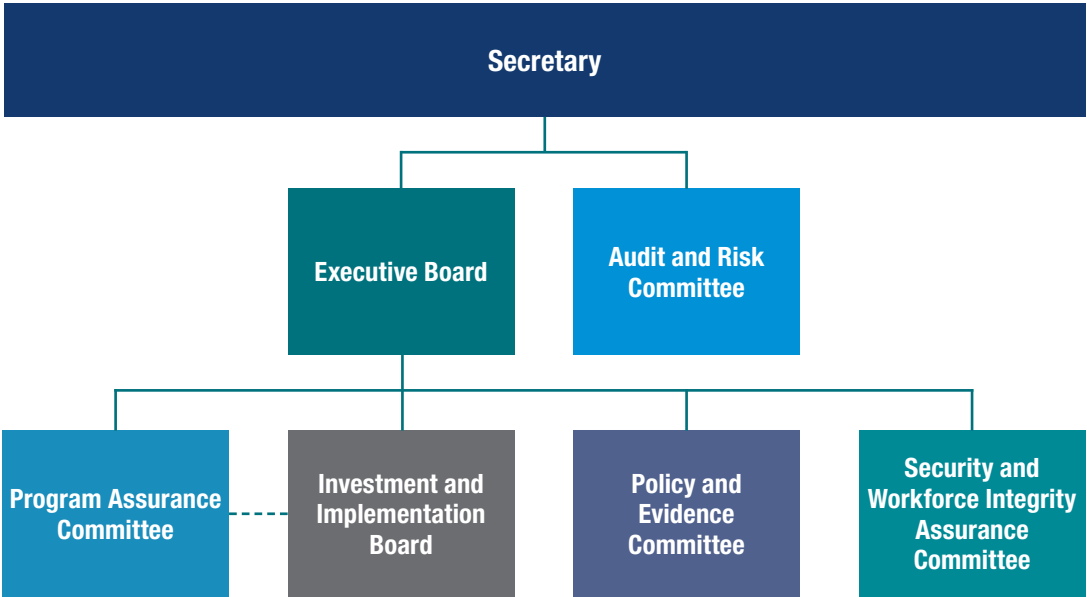 Secretary
Executive Board
Audit and Risk
Committee
Program Assurance
Committee
Investment and
Implementation
Board
Policy and
Evidence
Committee
Security and
Workforce Integrity
Assurance
Committee